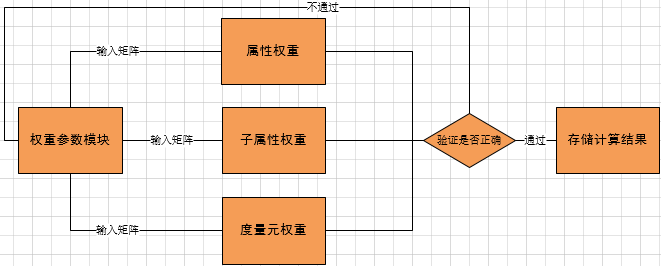 不通过
输入矩阵
属性权重
权重参数模块
输入矩阵
子属性权重
验证是否正确
通过
存储计算结果
输入矩阵
度量元权重